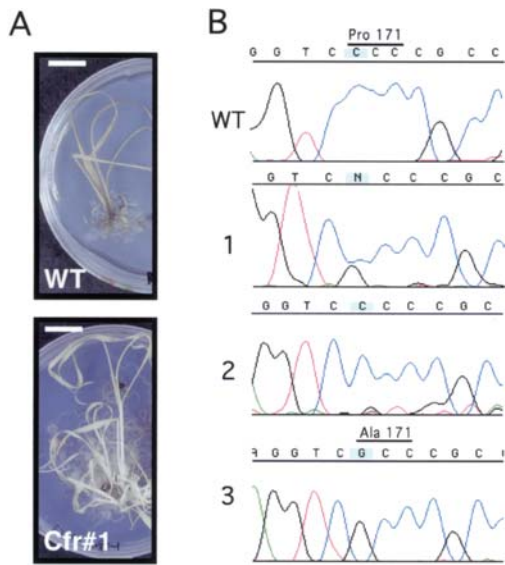 A
B
WT
Cfr#1
Pro 171
G G T C C C C C G C C
WT
G T C N C C C G C
1
G G T C C C C C G C
2
Ala 171
G G T C G C C C G C
3